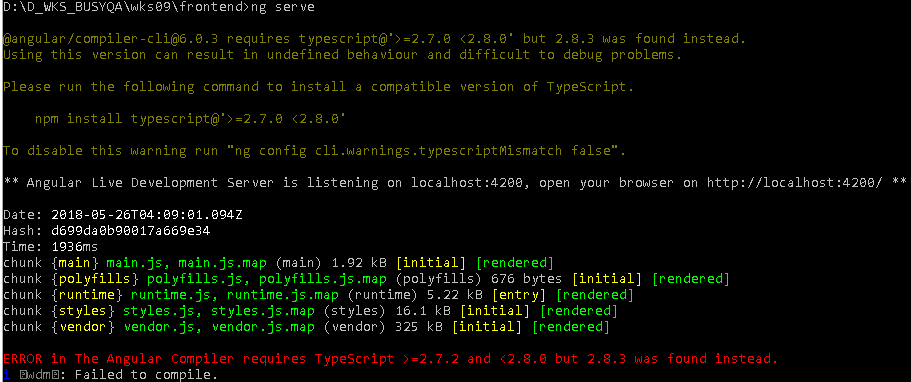 D:\D_WKS_BUSYQA\wks09\frontend>ng serve
@angular/compiler-cli@6.0.3 requires typescript@'>=2.7.0 <2.8.0' but 2.8.3 was found instead.
Using this version can result in undefined behaviour and difficult to debug problems.
Please run the following command to install a compatible version of TypeScript.
npm install typescript@'>=2.7.0 <2.8.0'
To disable this warning run "ng config cli.warnings.typescriptMismatch false".
** Angular Live Development Server is listening on localhost:4200, open your browser on http://localhost:4200/ **
Date: 2018-05-26T04:09:01.094Z
Hash: d699da0b90017a669e34
Time: 1936ms
chunk {main} main.js, main.js.map (main) 1.92 kB [initial] [rendered]
chunk {polyfills} polyfills.js, polyfills.js.map (polyfills) 676 bytes [initial] [rendered]
chunk {runtime} runtime.js, runtime.js.map (runtime) 5.22 kB [entry] [rendered]
chunk {styles} styles.js, styles.js.map (styles) 16.1 kB [initial] [rendered]
chunk {vendor} vendor.js, vendor.js.map (vendor) 325 kB [initial] [rendered]
ERROR in The Angular Compiler requires TypeScript >=2.7.2 and <2.8.0 but 2.8.3 was found instead.
i wdm: Failed to compile.